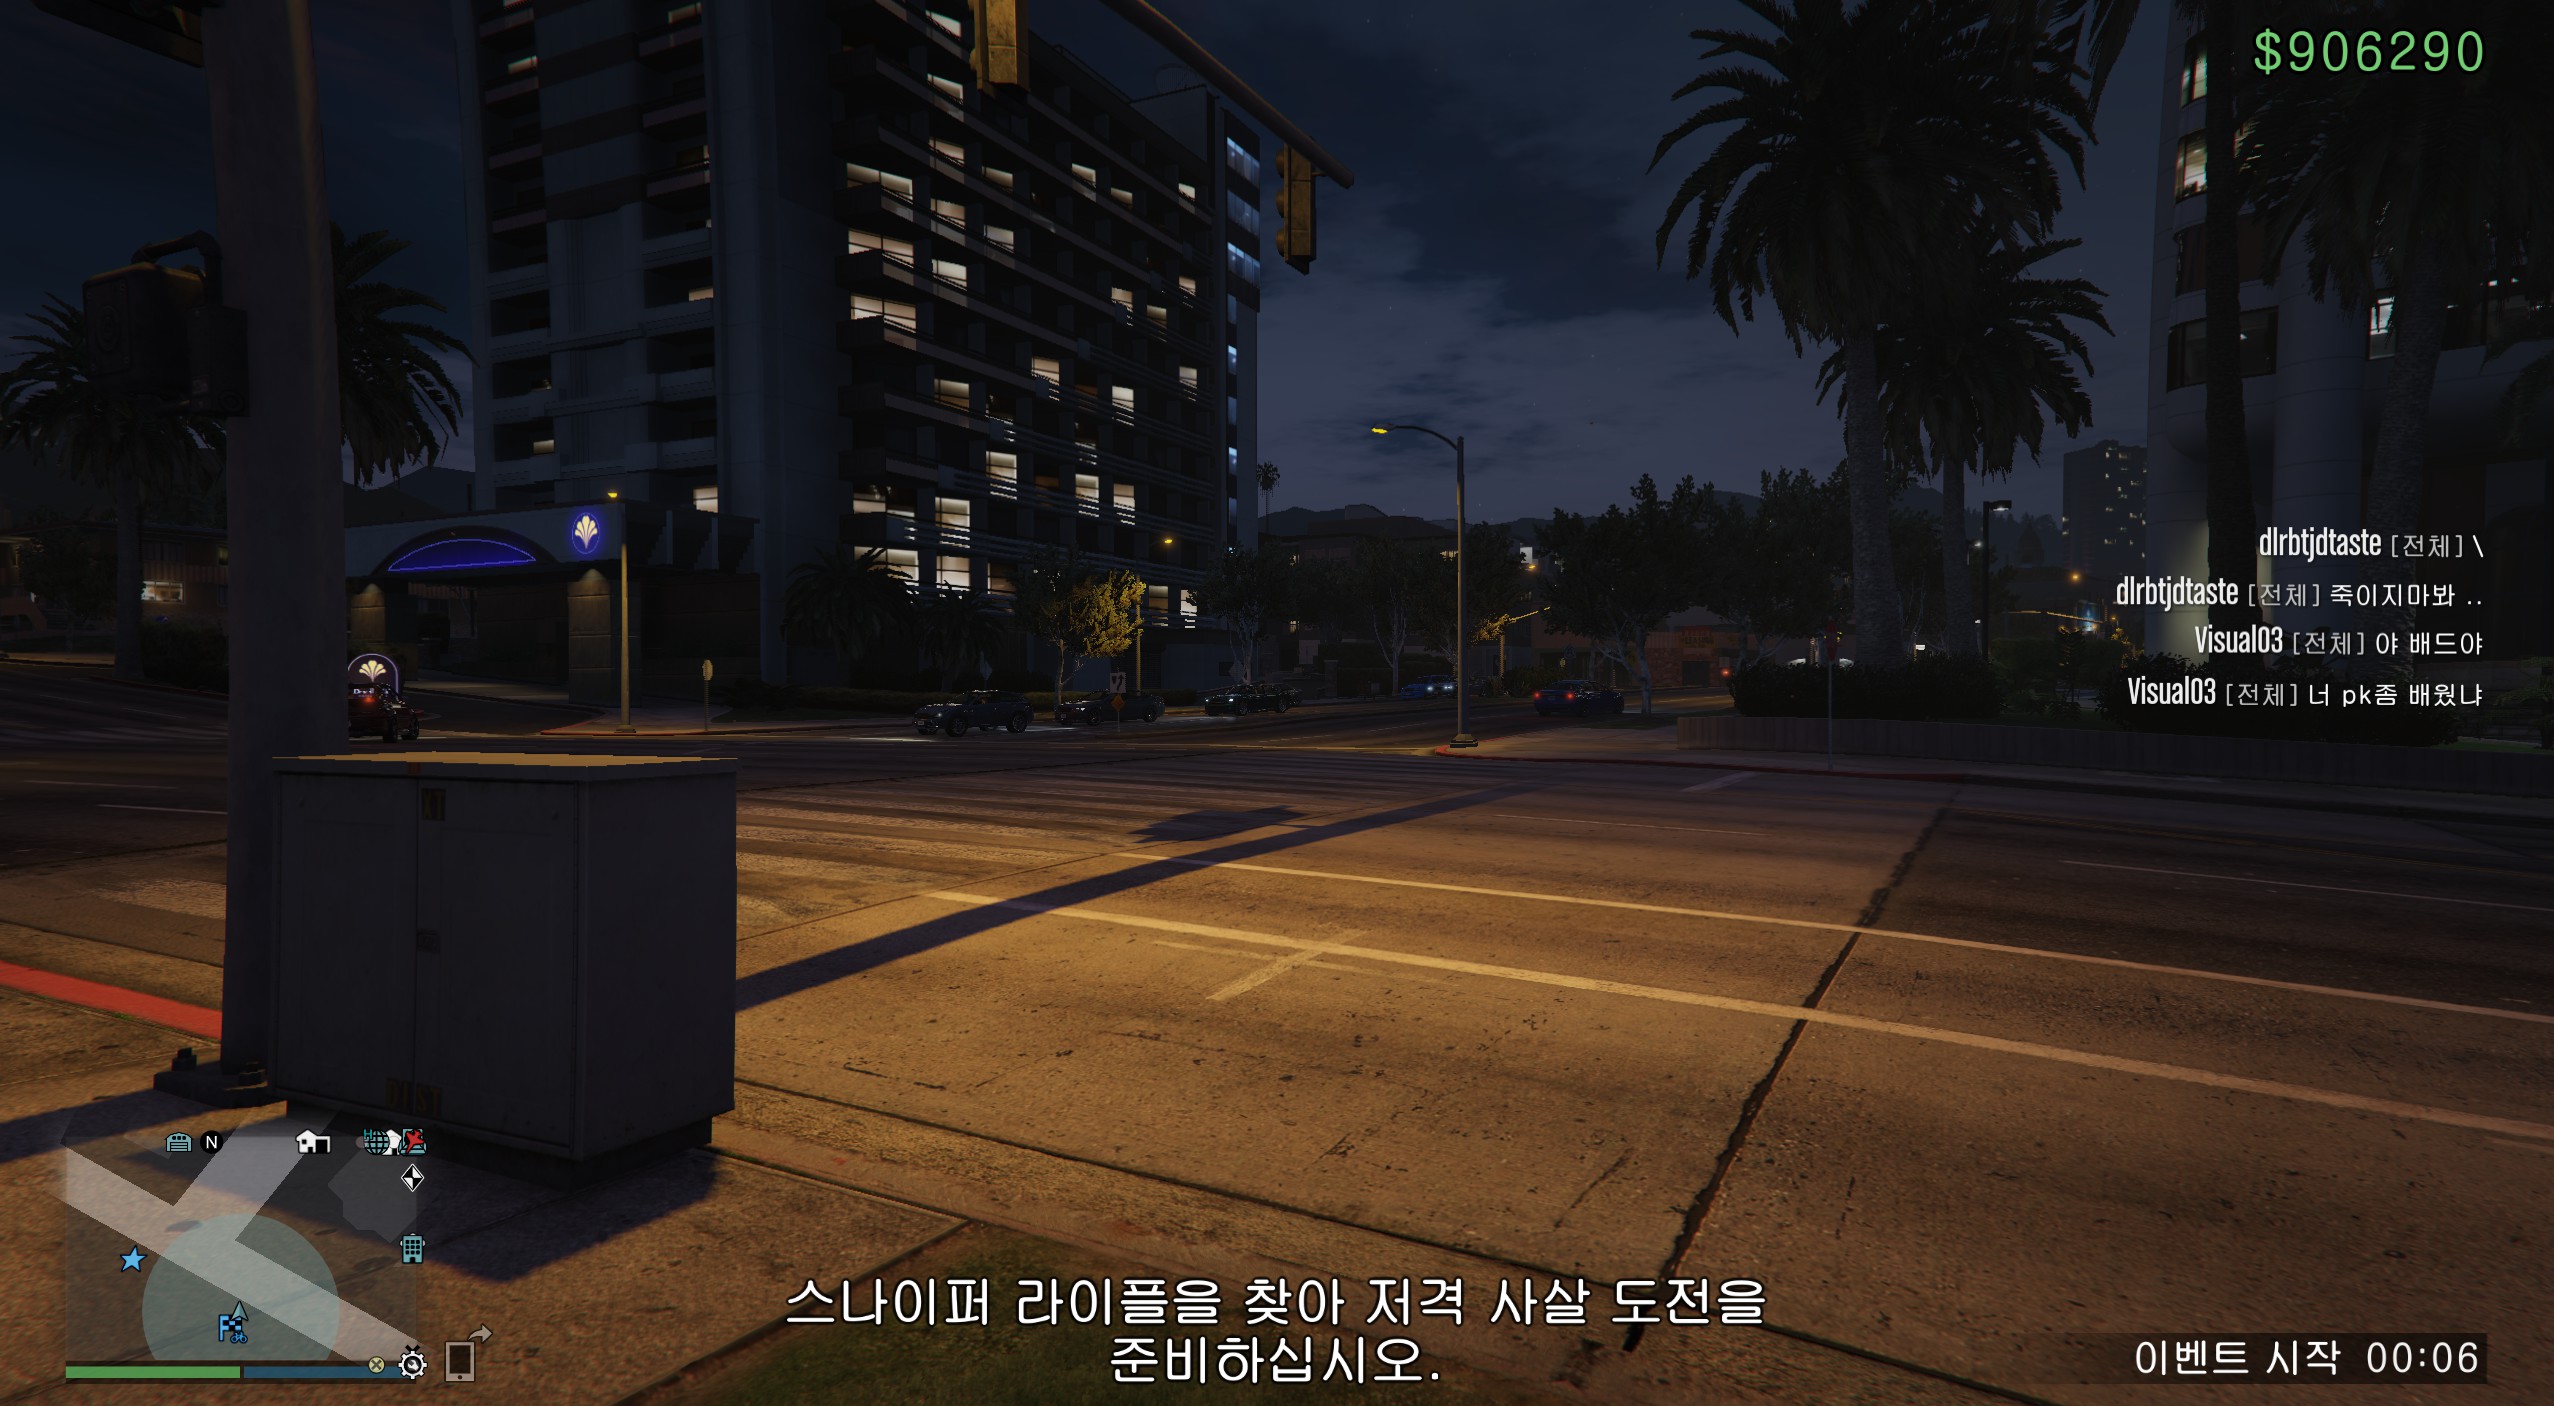 $906290
dlrbtjdtaste [전체] \
dlrbtjdtaste [전체] 죽이지마봐 ..
Visual03 [전체] 야 배드야
Visual03 [전체] 너 pk좀 배웠냐
N
스나이퍼 라이플을 찾아 저격 사살 도전을
준비하십시오.
이벤트 시작 00:06